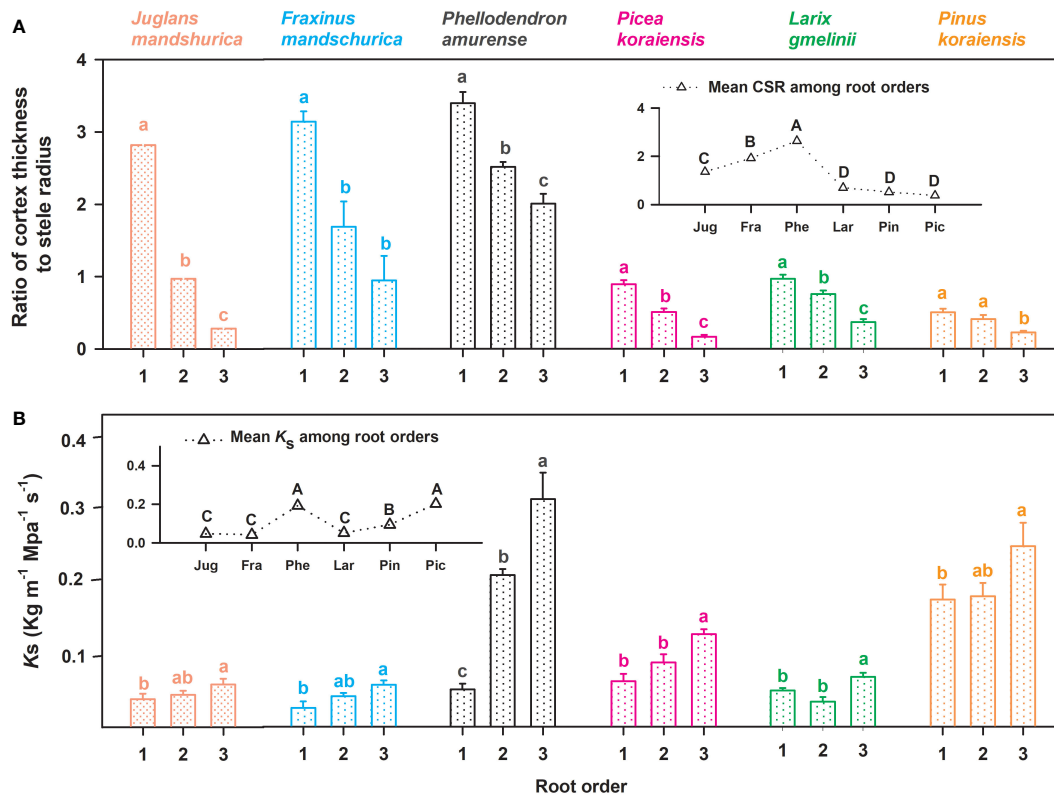 A
Juglans
mandshurica
Fraxinus
mandschurica
Phellodendron
amurense
Picea
koraiensis
Larix
gmelinii
Pinus
koraiensis
Ratio of cortex thickness
to stele radius
4
3
2
1
0
a
b
c
a
b
b
a
b
c
a
b
c
a
b
c
a
a
b
Mean CSR among root orders
4
2
0
C
B
A
D
D
D
Jug Fra Phe Lar Pin Pic
1 2 3 1 2 3 1 2 3 1 2 3 1 2 3 1 2 3
B
Ks (Kg m⁻¹ Mpa⁻¹ s⁻¹)
0.4
0.3
0.2
0.1
Mean Ks among root orders
0.4
0.2
0.0
C
C
A
C
B
A
Jug Fra Phe Lar Pin Pic
b
ab
a
b
ab
a
c
b
a
b
b
a
b
b
a
b
ab
a
1 2 3 1 2 3 1 2 3 1 2 3 1 2 3 1 2 3
Root order